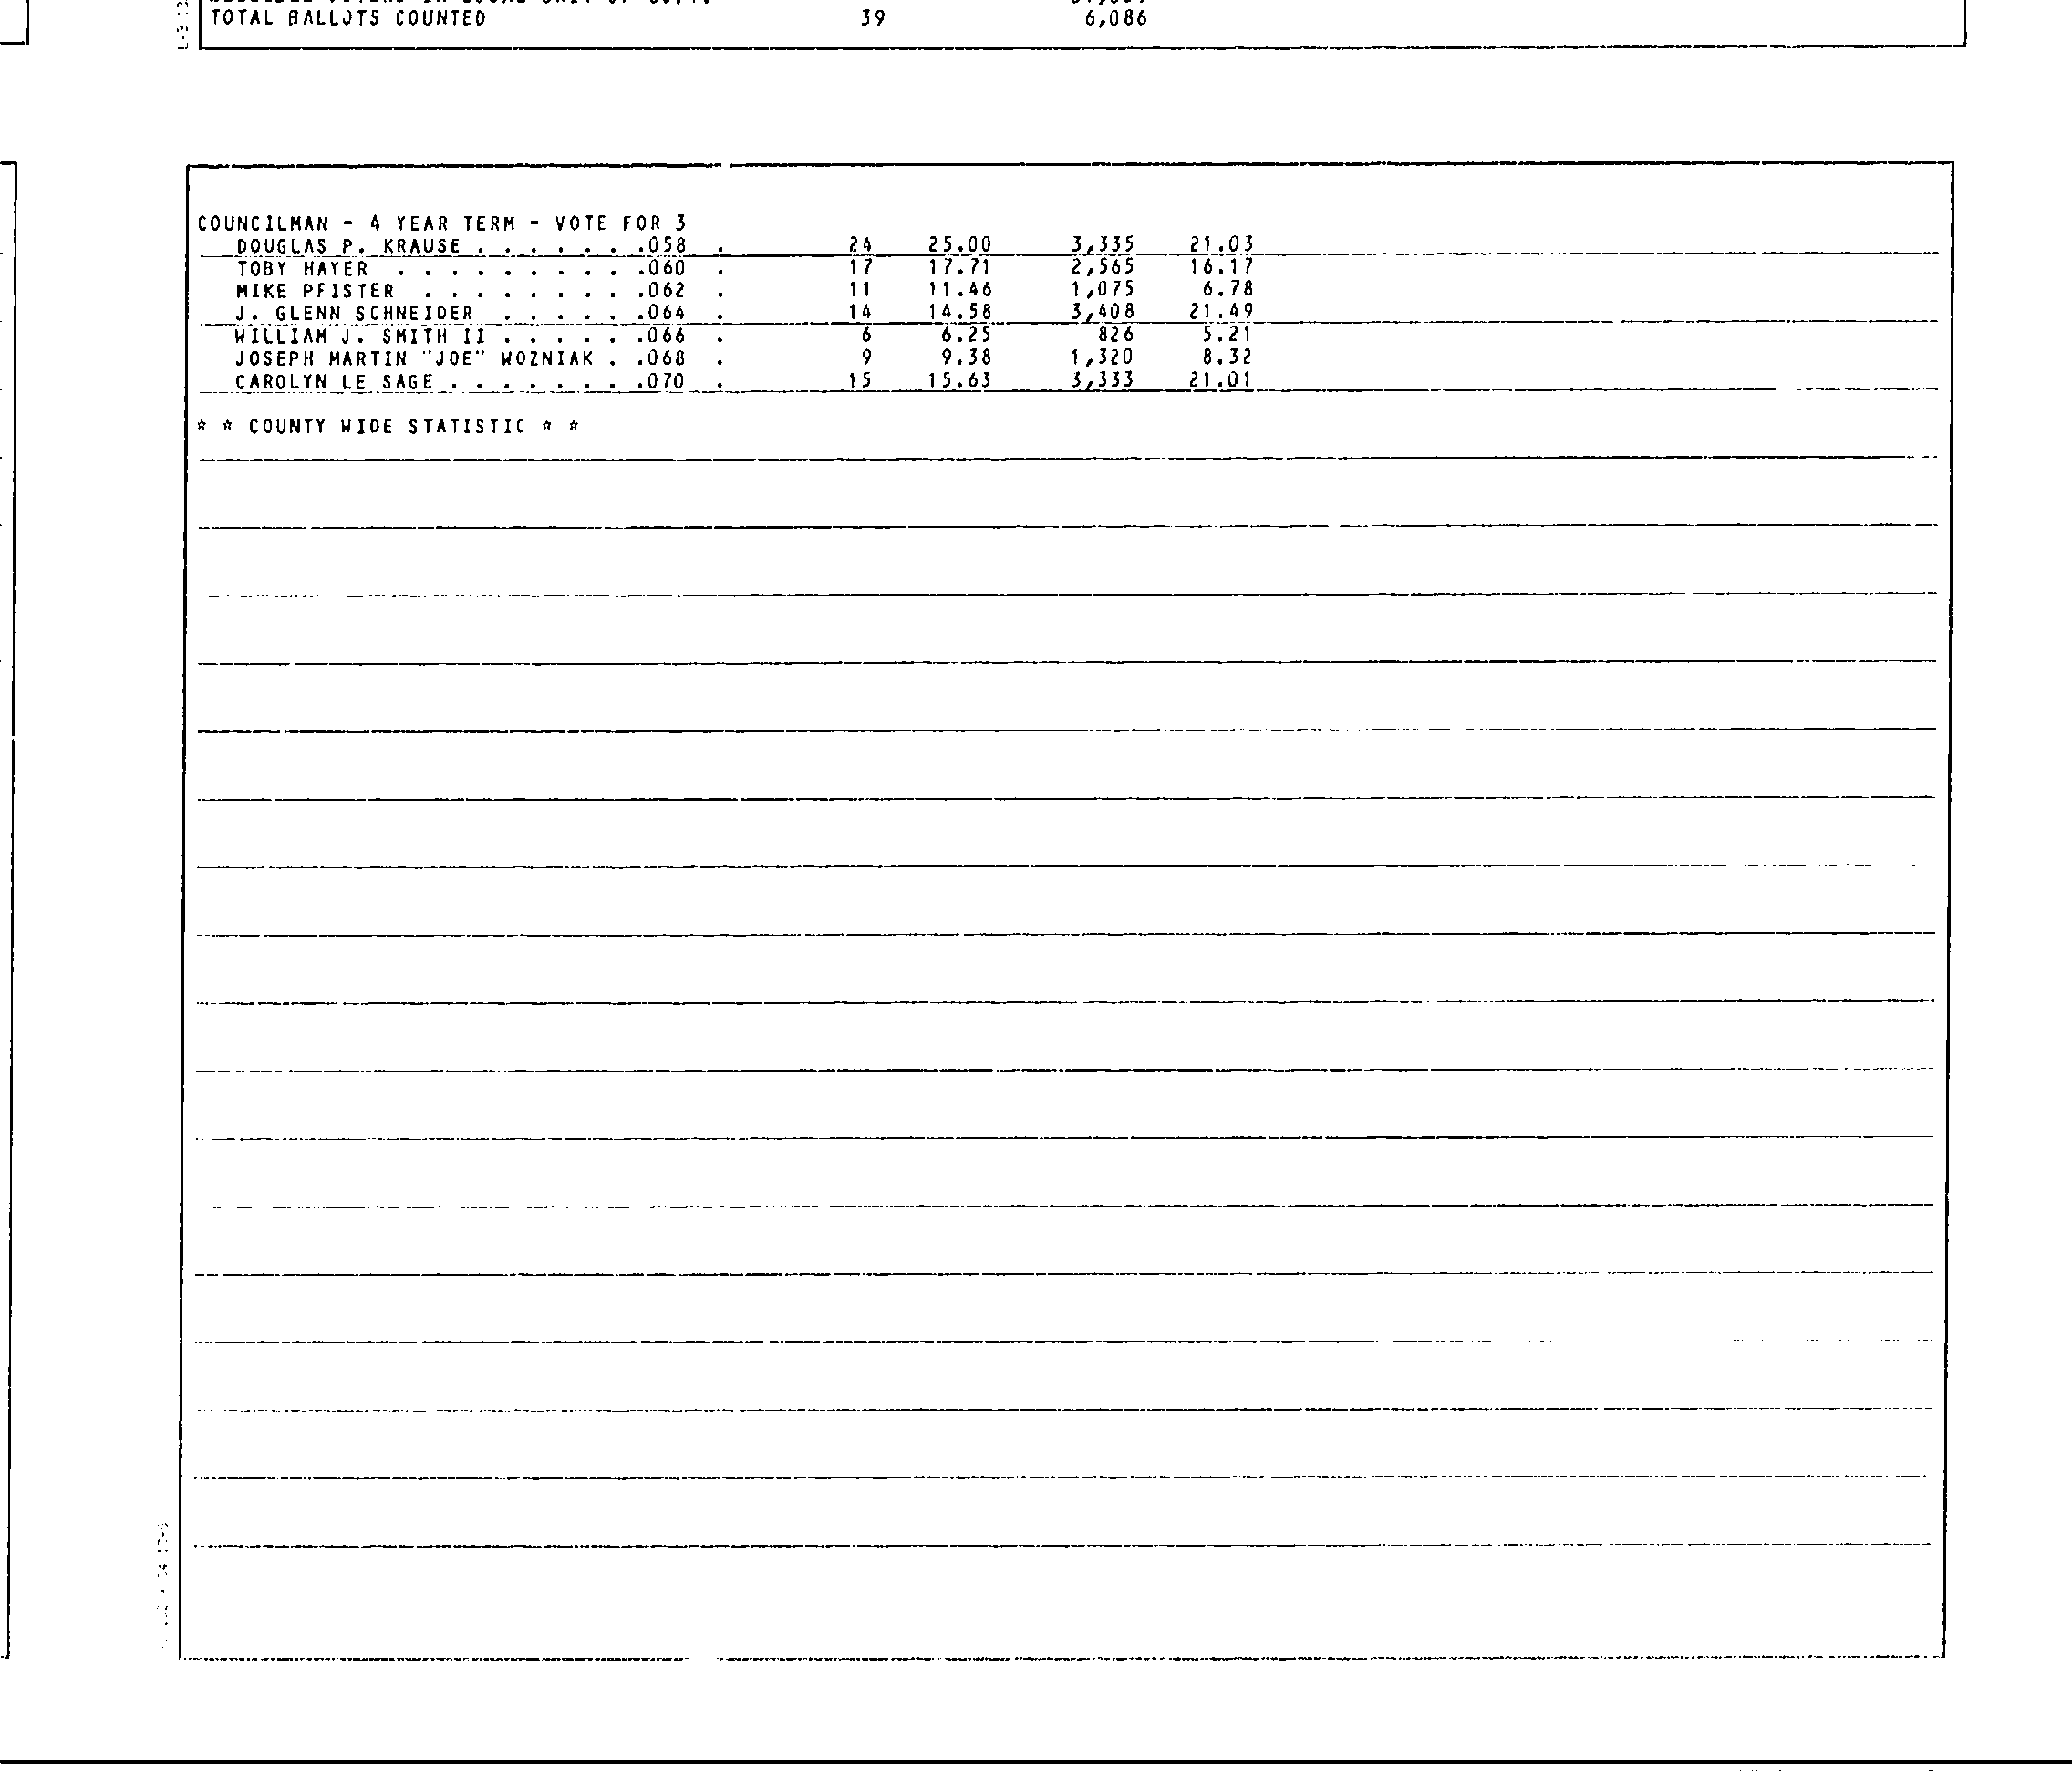 TOTAL BALLOTS COUNTED 39 6,086
COUNCILMAN - 4 YEAR TERM - VOTE FOR 3
DOUGLAS P. KRAUSE . . . . . . .058 . 24 25.00 3,335 21.03
TOBY HAYER . . . . . . . . . .060 . 17 17.71 2,565 16.17
MIKE PFISTER . . . . . . . . .062 . 11 11.46 1,075 6.78
J. GLENN SCHNEIDER . . . . . .064 . 14 14.58 3,408 21.49
WILLIAM J. SMITH II . . . . . .066 . 6 6.25 826 5.21
JOSEPH MARTIN "JOE" WOZNIAK . .068 . 9 9.38 1,320 8.32
CAROLYN LE SAGE . . . . . . . .070 . 15 15.63 3,333 21.01
* * COUNTY WIDE STATISTIC * *